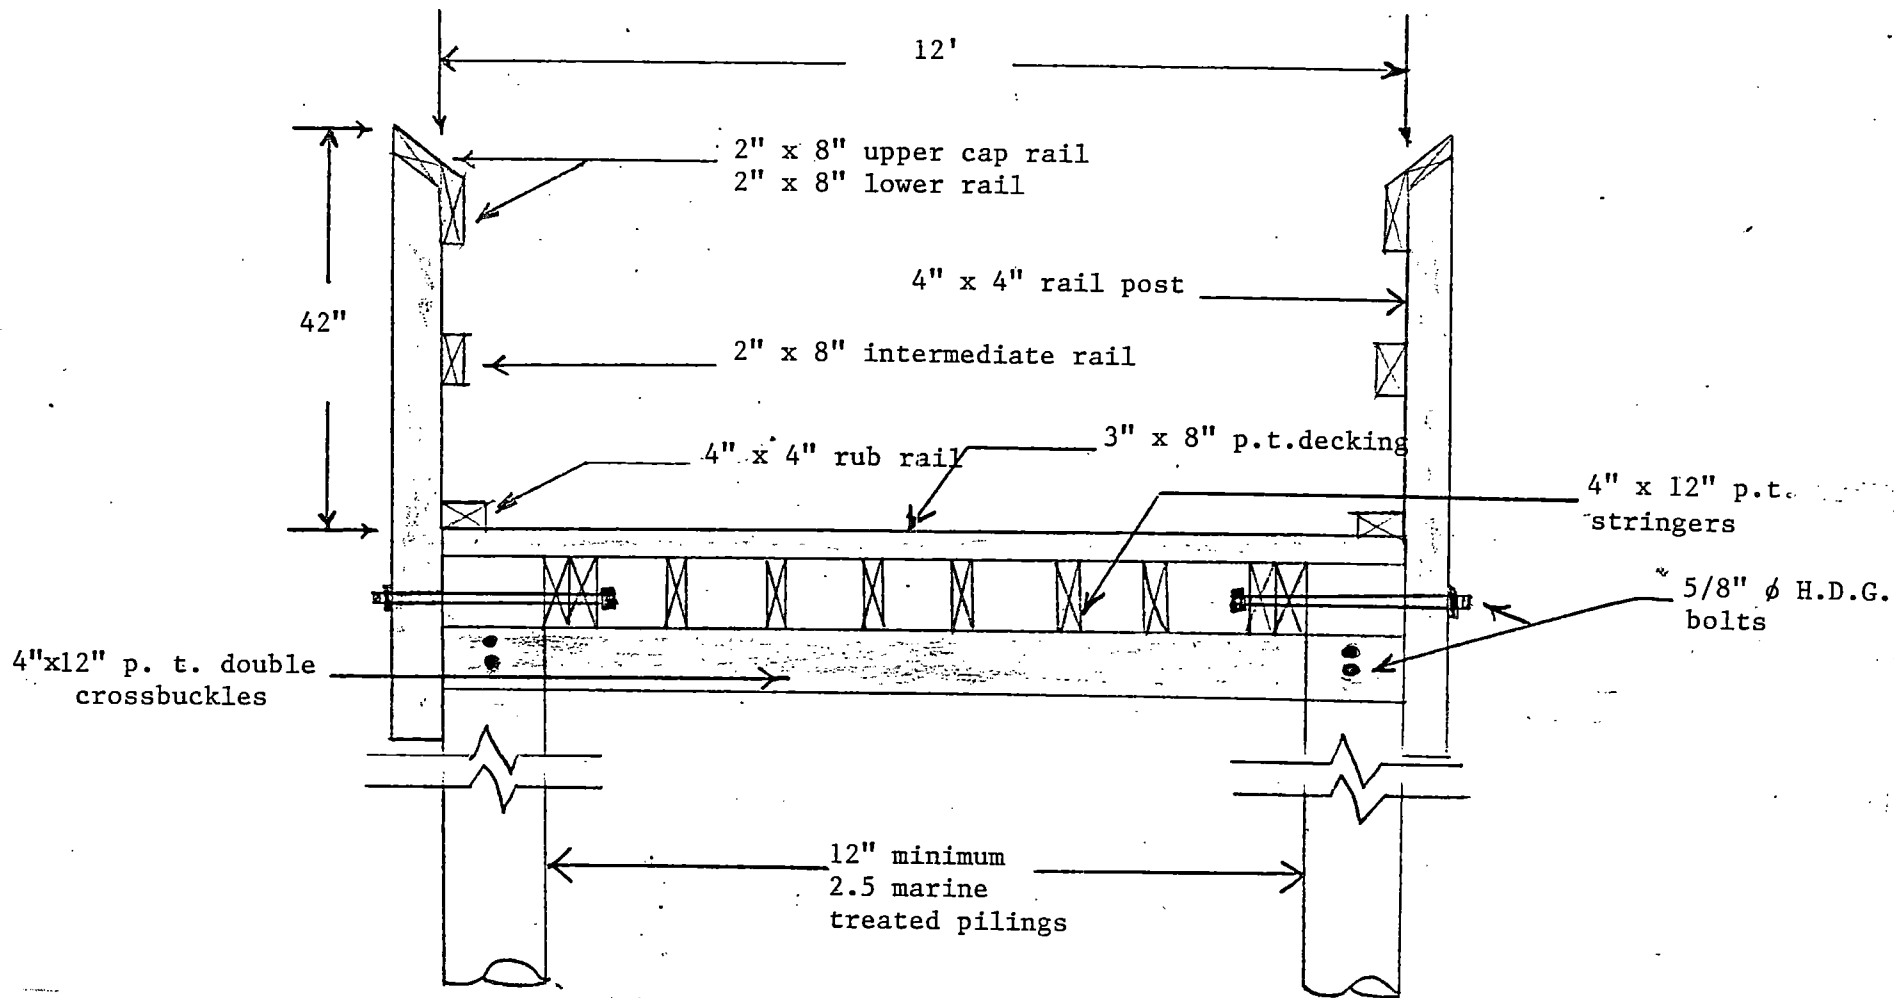 12'
2" x 8" upper cap rail
2" x 8" lower rail
4" x 4" rail post
42"
2" x 8" intermediate rail
3" x 8" p.t.decking
4" x 4" rub rail
4" x 12" p.t.
stringers
5/8" ϕ H.D.G.
bolts
4"x12" p. t. double
crossbuckles
12" minimum
2.5 marine
treated pilings